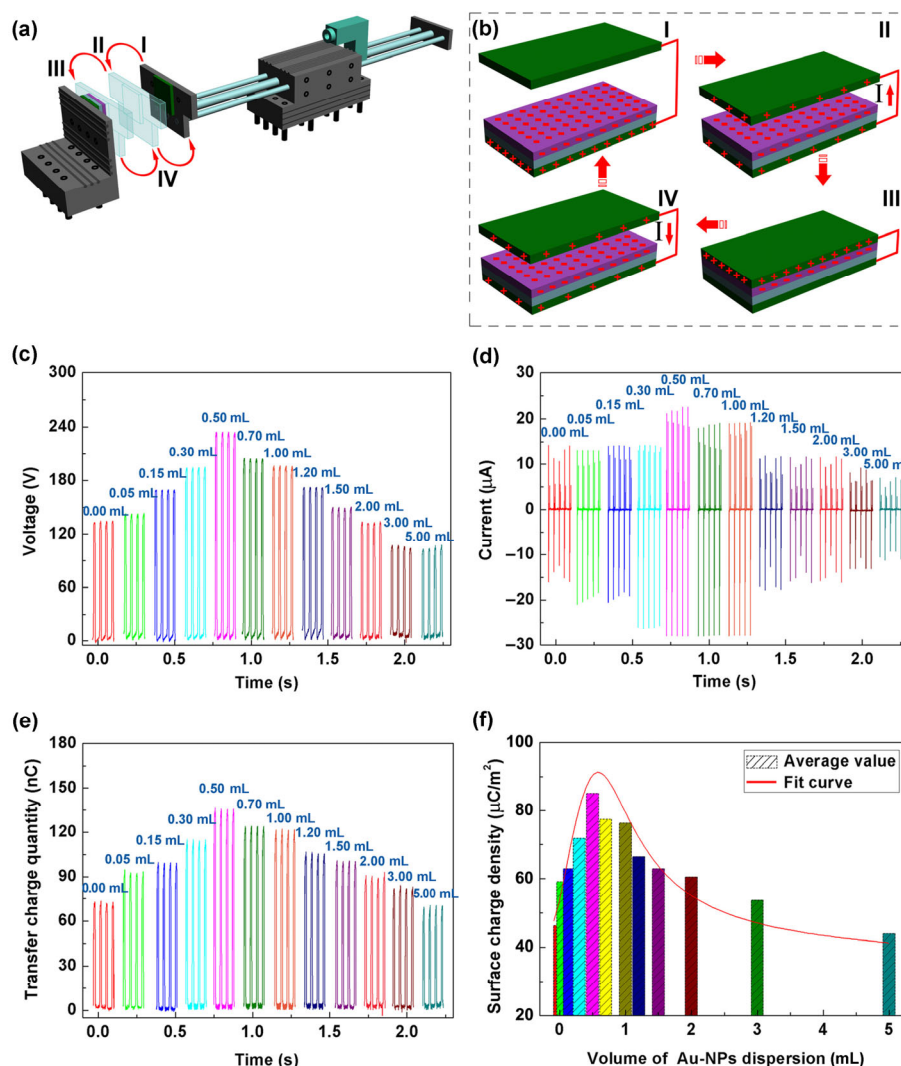 (a)
I
II
III
IV
(b)
I
II
I
III
IV
I
(c)
300
240
180
120
60
0
Voltage (V)
0.00 mL
0.05 mL
0.15 mL
0.30 mL
0.50 mL
0.70 mL
1.00 mL
1.20 mL
1.50 mL
2.00 mL
3.00 mL
5.00 mL
0.0 0.5 1.0 1.5 2.0
Time (s)
(d)
30
20
10
0
–10
–20
–30
Current (µA)
0.00 mL
0.05 mL
0.15 mL
0.30 mL
0.50 mL
0.70 mL
1.00 mL
1.20 mL
1.50 mL
2.00 mL
3.00 mL
5.00 mL
0.0 0.5 1.0 1.5 2.0
Time (s)
(e)
180
150
120
90
60
30
0
Transfer charge quantity (nC)
0.00 mL
0.05 mL
0.15 mL
0.30 mL
0.50 mL
0.70 mL
1.00 mL
1.20 mL
1.50 mL
2.00 mL
3.00 mL
5.00 mL
0.0 0.5 1.0 1.5 2.0
Time (s)
(f)
100
80
60
40
20
Surface charge density (µC/m²)
Average value
Fit curve
0 1 2 3 4 5
Volume of Au-NPs dispersion (mL)